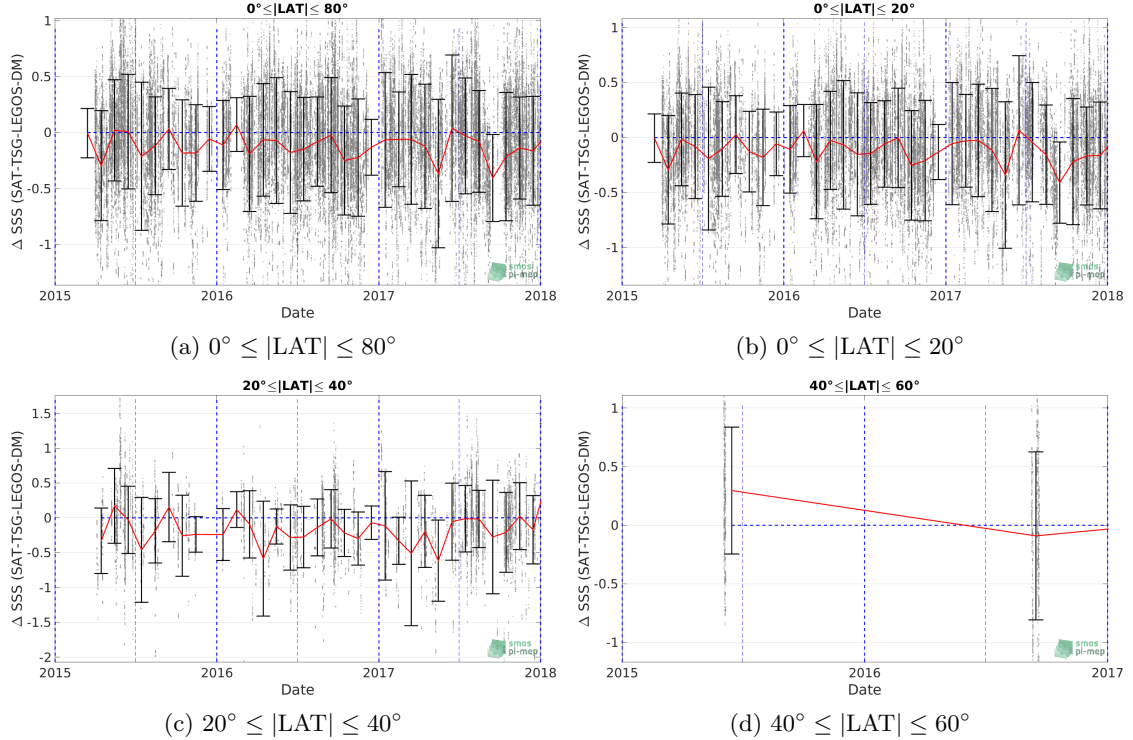 0°≤|LAT|≤ 80°
Δ SSS (SAT-TSG-LEGOS-DM)
1
0.5
0
-0.5
-1
2015
2016
2017
2018
Date
smos
pi-mep
(a) 0° ≤ |LAT| ≤ 80°
0°≤|LAT|≤ 20°
Δ SSS (SAT-TSG-LEGOS-DM)
1
0.5
0
-0.5
-1
2015
2016
2017
2018
Date
smos
pi-mep
(b) 0° ≤ |LAT| ≤ 20°
20°≤|LAT|≤ 40°
Δ SSS (SAT-TSG-LEGOS-DM)
1.5
1
0.5
0
-0.5
-1
-1.5
-2
2015
2016
2017
2018
Date
smos
pi-mep
(c) 20° ≤ |LAT| ≤ 40°
40°≤|LAT|≤ 60°
Δ SSS (SAT-TSG-LEGOS-DM)
1
0.5
0
-0.5
-1
2015
2016
2017
Date
smos
pi-mep
(d) 40° ≤ |LAT| ≤ 60°